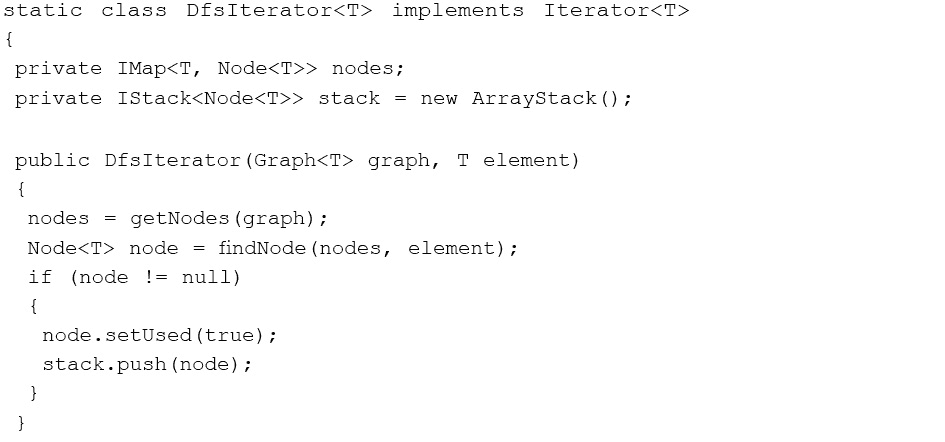 static class DfsIterator<T> implements Iterator<T>
{
private IMap<T, Node<T>> nodes;
private IStack<Node<T>> stack = new ArrayStack();
public DfsIterator(Graph<T> graph, T element)
{
nodes = getNodes(graph);
Node<T> node = findNode(nodes, element);
if (node != null)
{
node.setUsed(true);
stack.push(node);
}
}